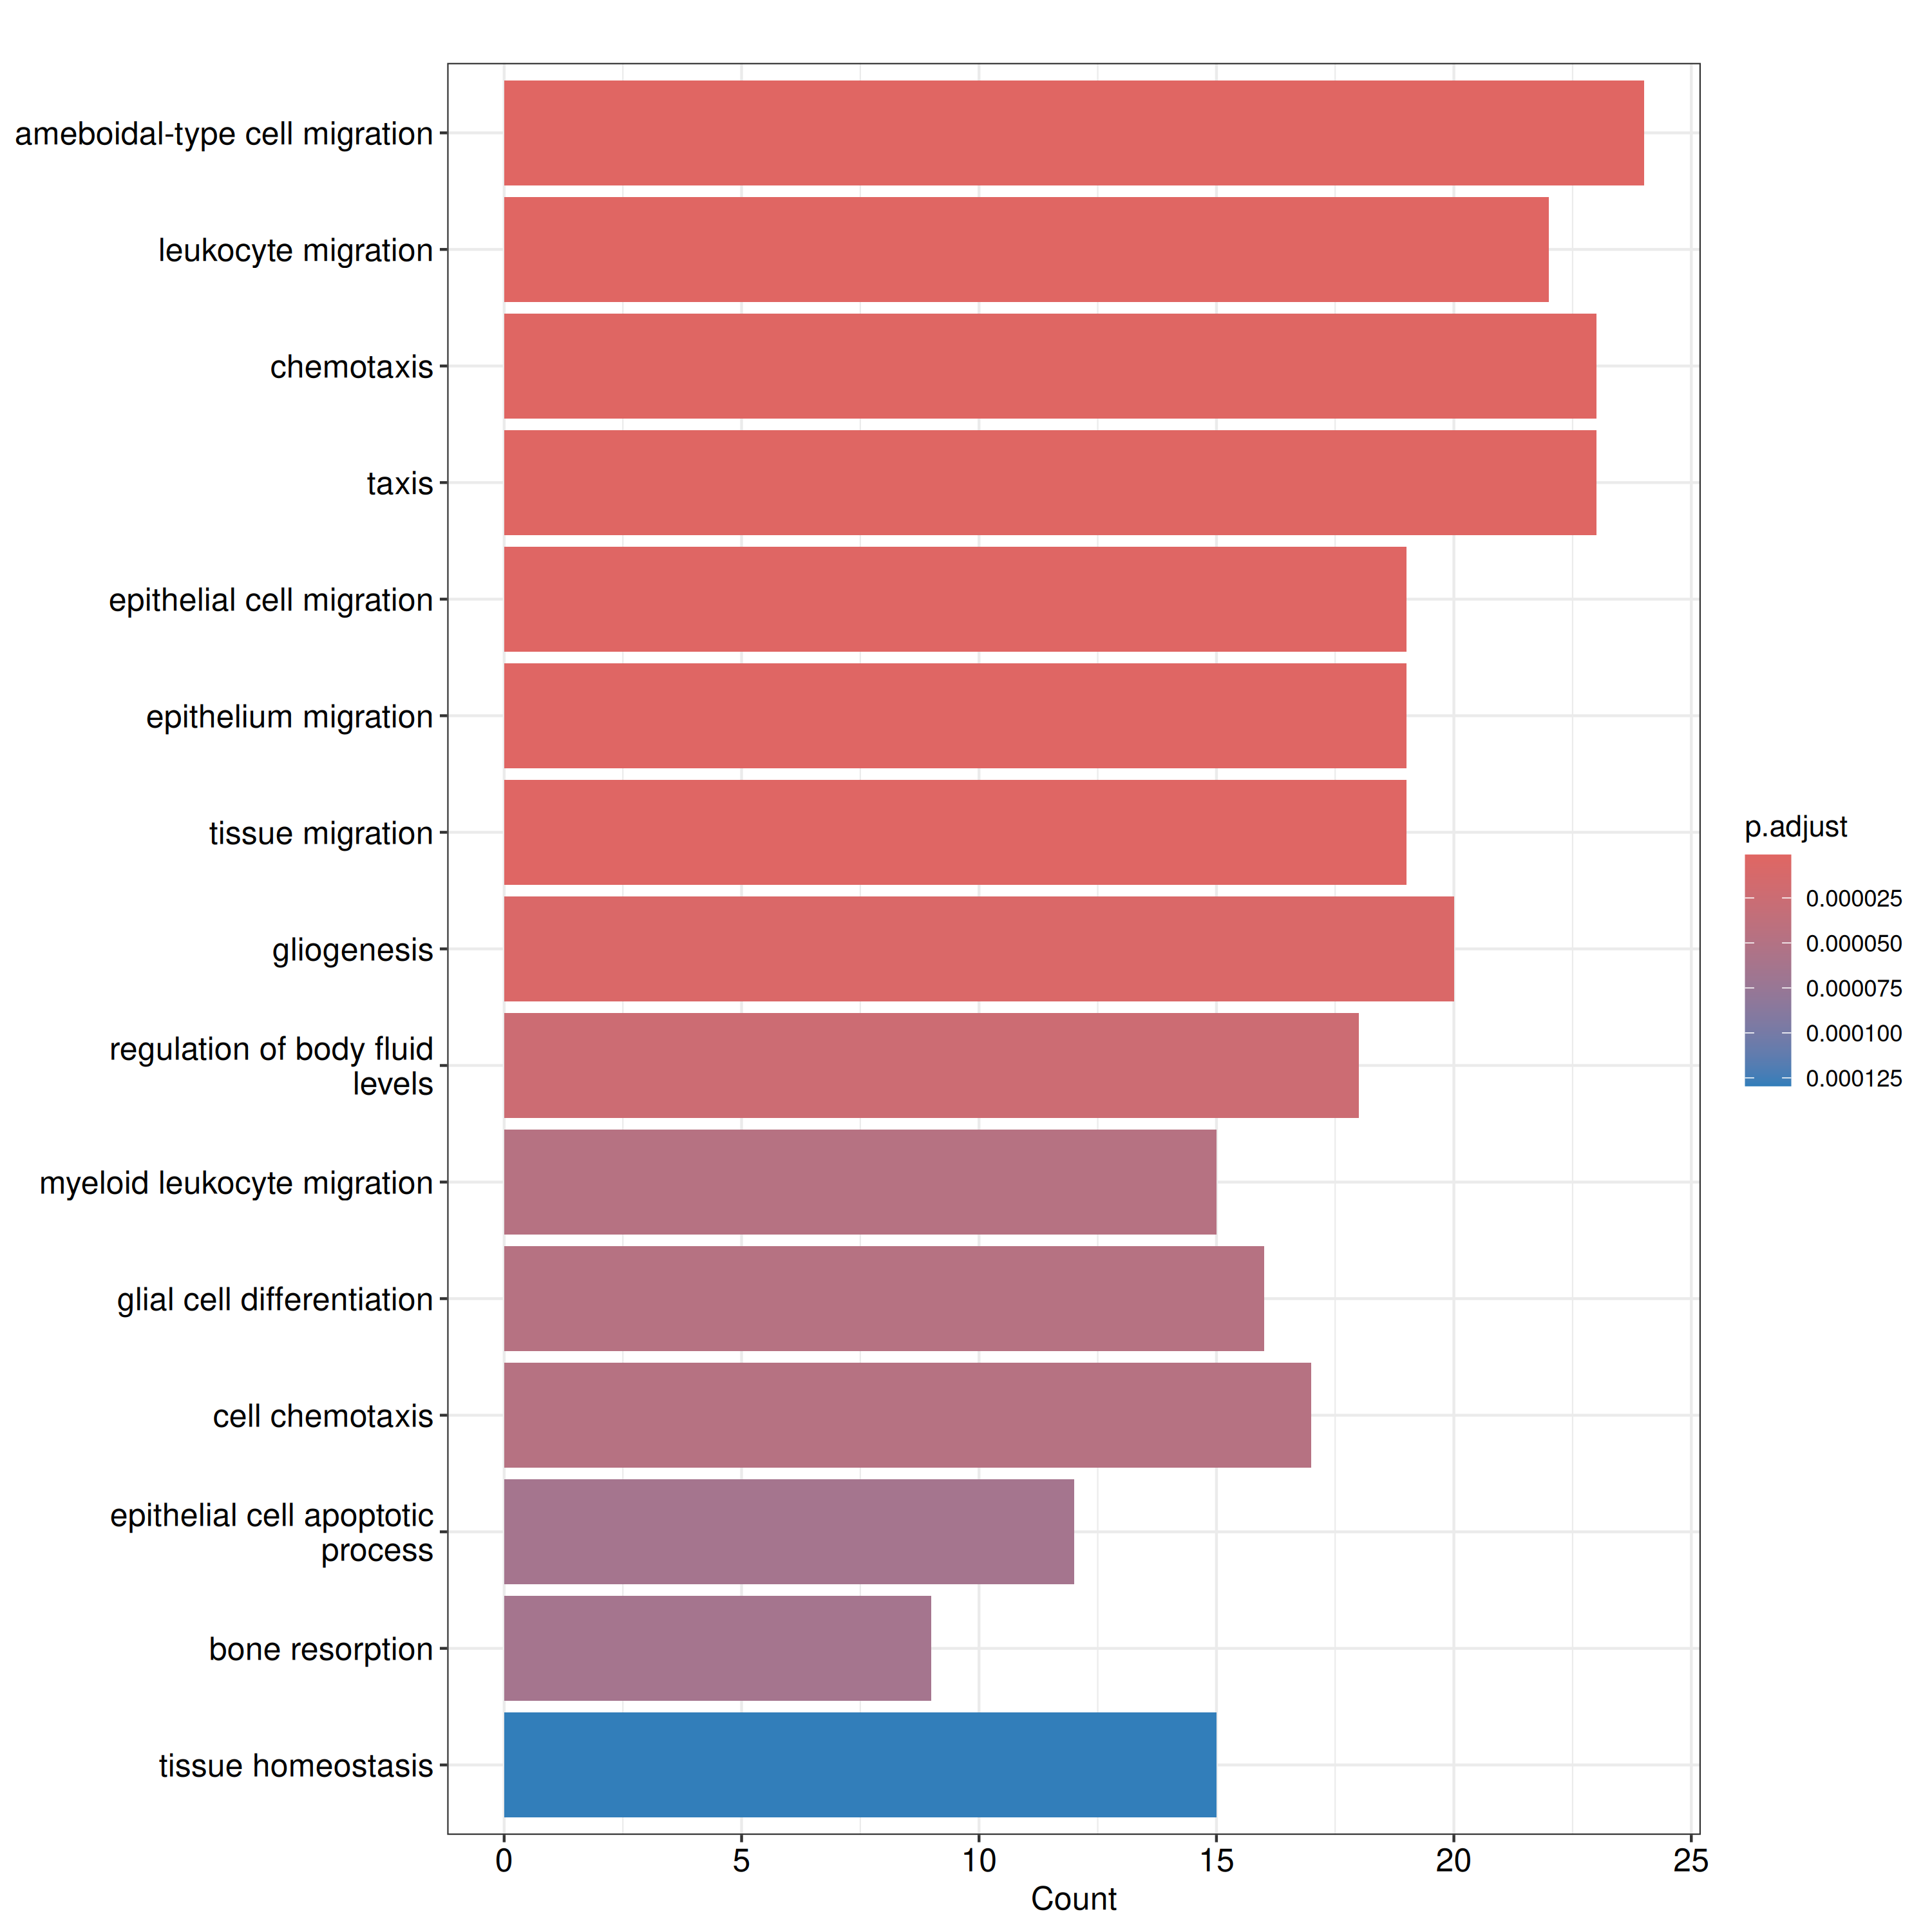 ameboidal-type cell migration
leukocyte migration
chemotaxis
taxis
epithelial cell migration
epithelium migration
tissue migration
gliogenesis
regulation of body fluid
levels
myeloid leukocyte migration
glial cell differentiation
cell chemotaxis
epithelial cell apoptotic
process
bone resorption
tissue homeostasis
0 5 10 15 20 25
Count
p.adjust
0.000025
0.000050
0.000075
0.000100
0.000125